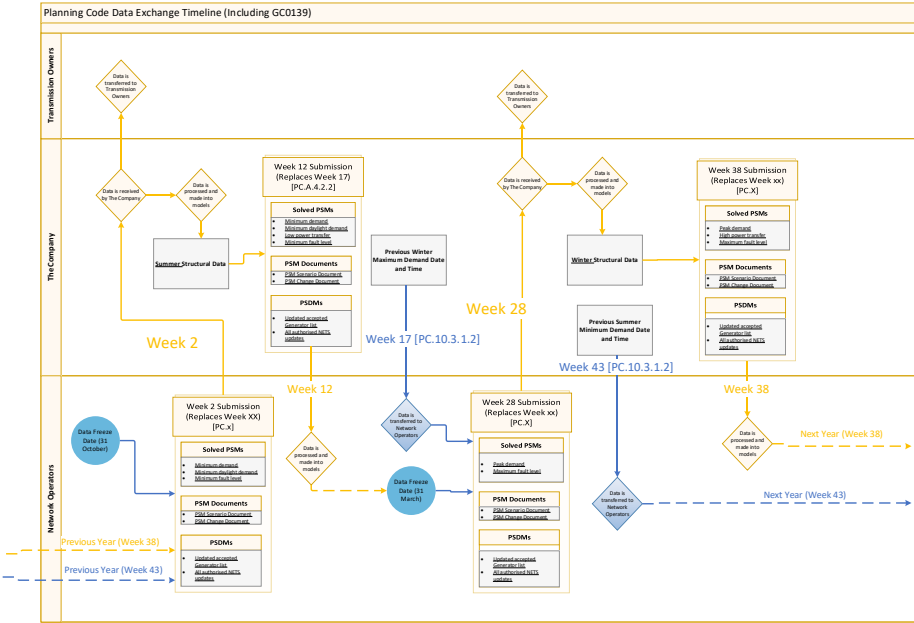 Planning Code Data Exchange Timeline (Including GC0139)
Transmission Owners
Data is
transferred to
Transmission
Owners
Data is
transferred to
Transmission
Owners
The Company
Data is received
by The Company
Data is
processed and
made into
models
Summer Structural Data
Week 12 Submission
(Replaces Week 17)
[PC.A.4.2.2]
Solved PSMs
Minimum demand
Minimum daylight demand
Low power transfer
Minimum fault level
PSM Documents
PSM Scenario Document
PSM Change Document
PSDMs
Updated accepted
Generator list
All authorised NETS
updates
Previous Winter
Maximum Demand Date
and Time
Data is received
by The Company
Data is
processed and
made into
models
Winter Structural Data
Previous Summer
Minimum Demand Date
and Time
Week 38 Submission
(Replaces Week xx)
[PC.X]
Solved PSMs
Peak demand
High power transfer
Maximum fault level
PSM Documents
PSM Scenario Document
PSM Change Document
PSDMs
Updated accepted
Generator list
All authorised NETS
updates
Week 2
Week 17 [PC.10.3.1.2]
Week 28
Week 43 [PC.10.3.1.2]
Week 12
Week 38
Network Operators
Data Freeze
Date (31
October)
Week 2 Submission
(Replaces Week XX)
[PC.x]
Solved PSMs
Minimum demand
Minimum daylight demand
Minimum fault level
PSM Documents
PSM Scenario Document
PSM Change Document
PSDMs
Updated accepted
Generator list
All authorised NETS
updates
Previous Year (Week 38)
Previous Year (Week 43)
Data is
processed and
made into
models
Data is
transferred to
Network
Operators
Data Freeze
Date (31
March)
Week 28 Submission
(Replaces Week xx)
[PC.X]
Solved PSMs
Peak demand
Maximum fault level
PSM Documents
PSM Scenario Document
PSM Change Document
PSDMs
Updated accepted
Generator list
All authorised NETS
updates
Data is
transferred to
Network
Operators
Data is
processed and
made into
models
Next Year (Week 38)
Next Year (Week 43)